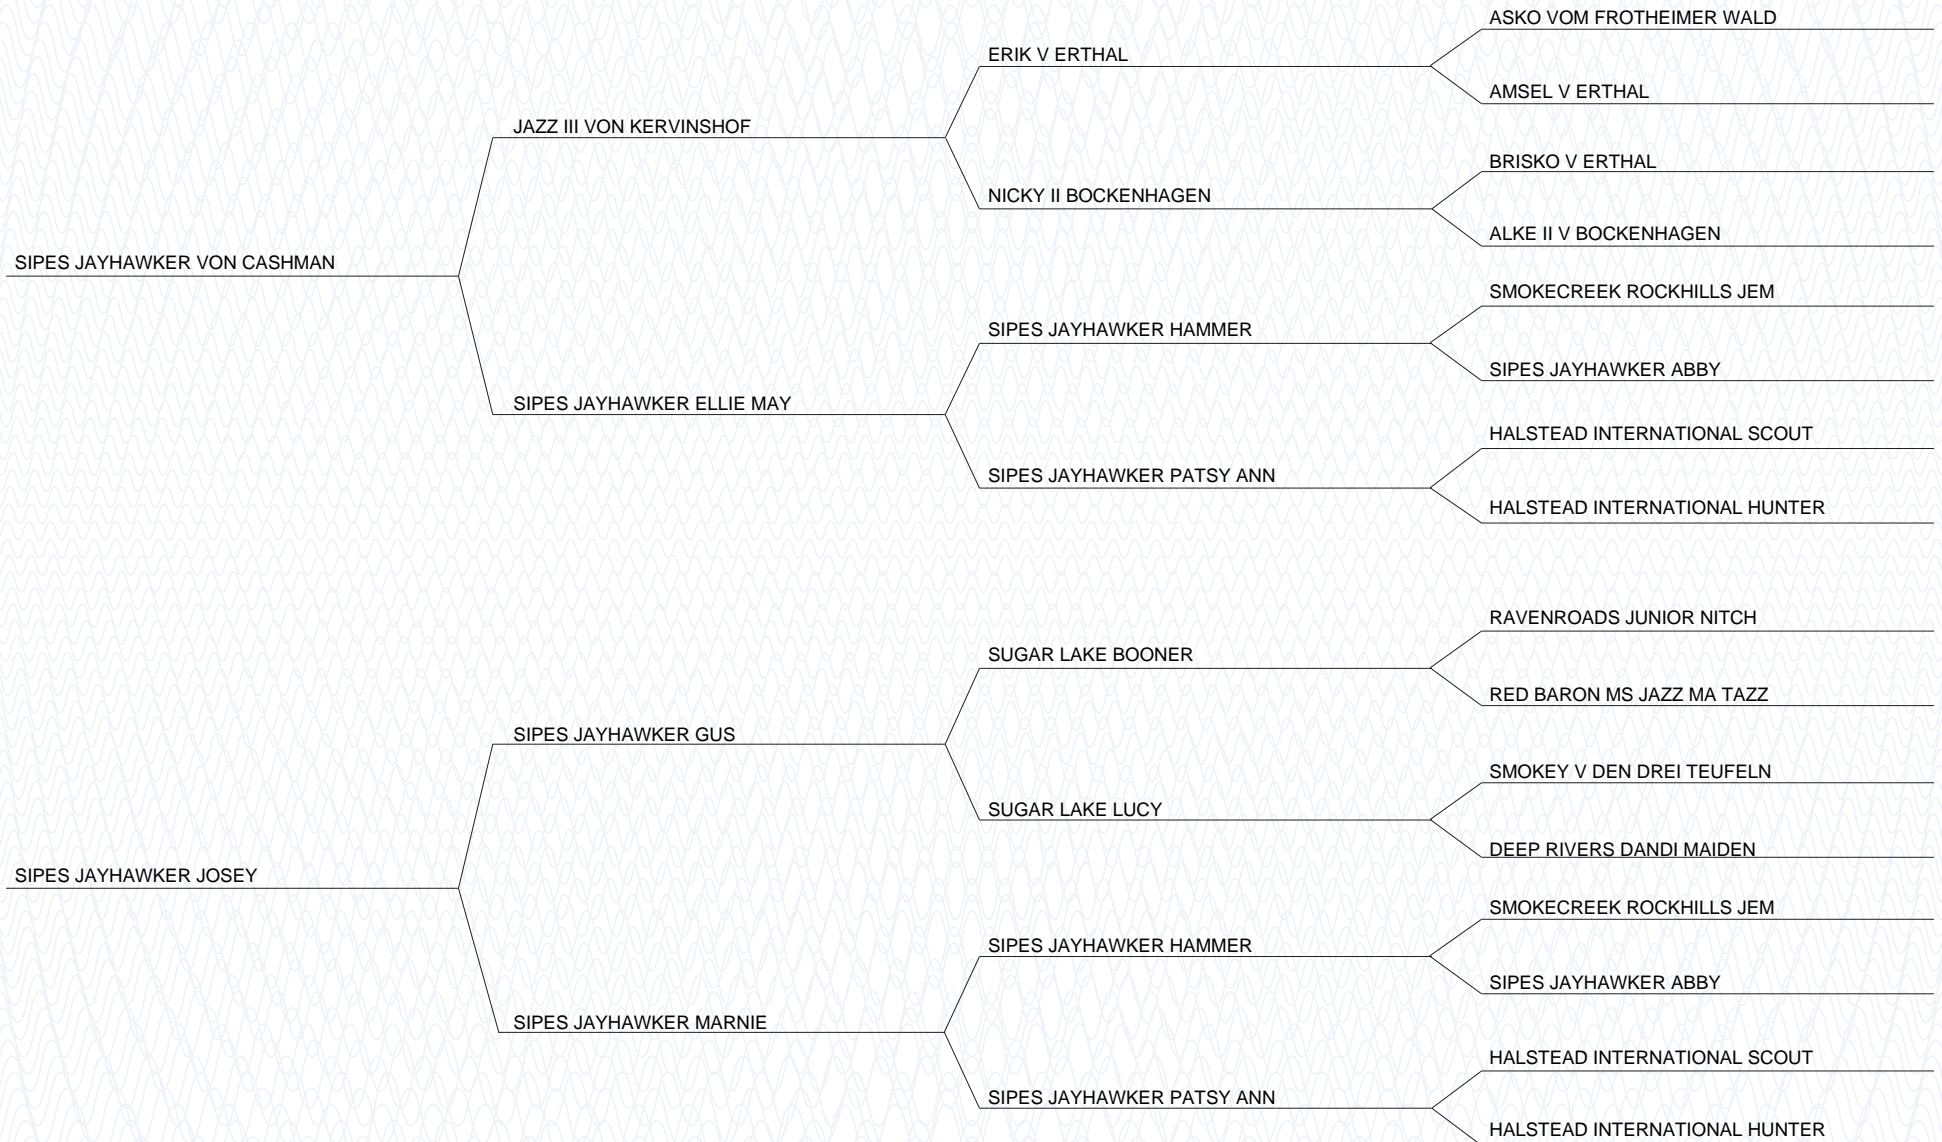 ASKO VOM FROTHEIMER WALD
ERIK V ERTHAL
AMSEL V ERTHAL
JAZZ III VON KERVINSHOF
BRISKO V ERTHAL
NICKY II BOCKENHAGEN
ALKE II V BOCKENHAGEN
SIPES JAYHAWKER VON CASHMAN
SMOKECREEK ROCKHILLS JEM
SIPES JAYHAWKER HAMMER
SIPES JAYHAWKER ABBY
SIPES JAYHAWKER ELLIE MAY
HALSTEAD INTERNATIONAL SCOUT
SIPES JAYHAWKER PATSY ANN
HALSTEAD INTERNATIONAL HUNTER
RAVENROADS JUNIOR NITCH
SUGAR LAKE BOONER
RED BARON MS JAZZ MA TAZZ
SIPES JAYHAWKER GUS
SMOKEY V DEN DREI TEUFELN
SUGAR LAKE LUCY
DEEP RIVERS DANDI MAIDEN
SIPES JAYHAWKER JOSEY
SMOKECREEK ROCKHILLS JEM
SIPES JAYHAWKER HAMMER
SIPES JAYHAWKER ABBY
SIPES JAYHAWKER MARNIE
HALSTEAD INTERNATIONAL SCOUT
SIPES JAYHAWKER PATSY ANN
HALSTEAD INTERNATIONAL HUNTER